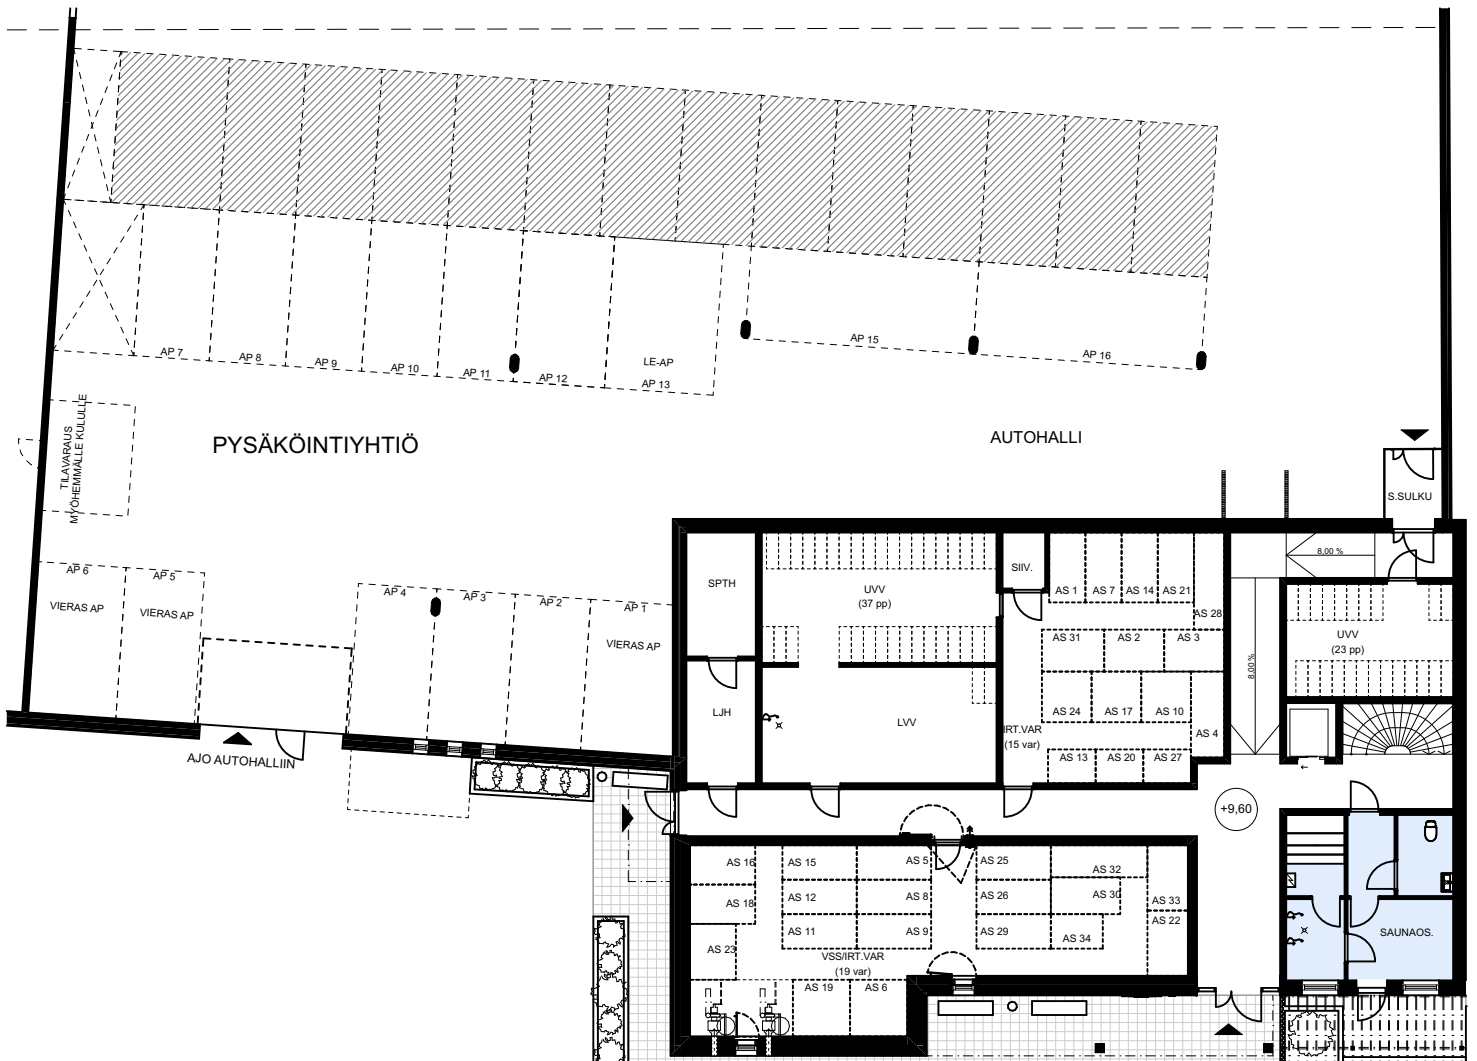 AP 7
AP 8
AP 9
AP 10
AP 11
AP 12
LE-AP
AP 13
AP 15
AP 16
TILAVARAUS
MYÖHEMMÄLLE KULULLE
PYSÄKÖINTIYHTIÖ
AUTOHALLI
S.SULKU
AP 6
VIERAS AP
AP 5
VIERAS AP
AP 4
AP 3
AP 2
AP 1
VIERAS AP
AJO AUTOHALLIIN
SPTH
LJH
UVV
(37 pp)
LVV
SIIV.
AS 1
AS 7
AS 14
AS 21
AS 28
AS 31
AS 2
AS 3
AS 24
AS 17
AS 10
AS 4
IRT.VAR
(15 var)
AS 13
AS 20
AS 27
8,00 %
8,00 %
UVV
(23 pp)
+9,60
AS 16
AS 15
AS 5
AS 25
AS 32
AS 18
AS 12
AS 8
AS 26
AS 30
AS 33
AS 22
AS 23
AS 11
AS 9
AS 29
AS 34
VSS/IRT.VAR
(19 var)
AS 19
AS 6
SAUNAOS.